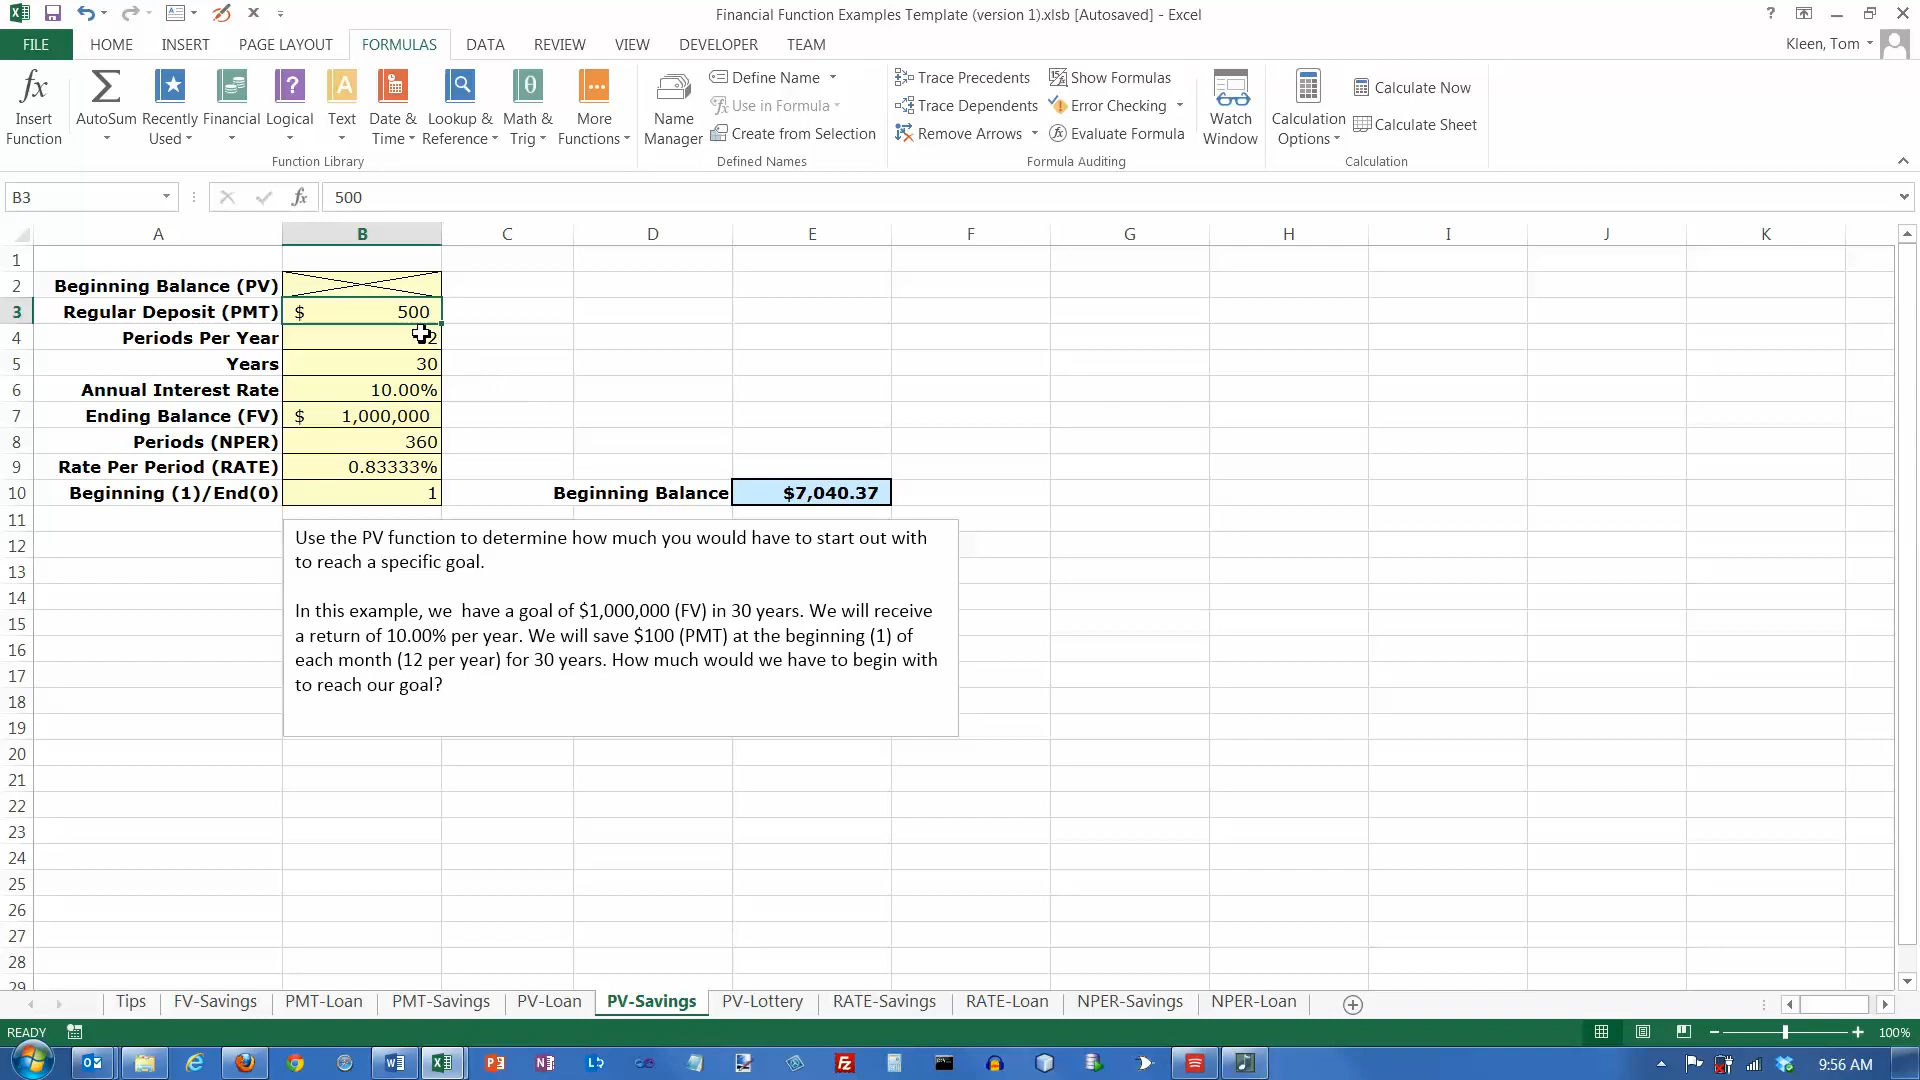 Financial Function Examples Template (version 1).xlsb [Autosaved] - Excel
FILE HOME INSERT PAGE LAYOUT FORMULAS DATA REVIEW VIEW DEVELOPER TEAM Kleen, Tom
fx Insert Function
AutoSum
Recently Used
Financial
Logical
Text
Date & Time
Lookup & Reference
Math & Trig
More Functions
Function Library
Name Manager
Define Name
Use in Formula
Create from Selection
Defined Names
Trace Precedents
Trace Dependents
Remove Arrows
Show Formulas
Error Checking
Evaluate Formula
Formula Auditing
Watch Window
Calculation Options
Calculate Now
Calculate Sheet
Calculation
B3 fx 500
A B C D E F G H I J K
1
2 Beginning Balance (PV)
3 Regular Deposit (PMT) $ 500
4 Periods Per Year 2
5 Years 30
6 Annual Interest Rate 10.00%
7 Ending Balance (FV) $ 1,000,000
8 Periods (NPER) 360
9 Rate Per Period (RATE) 0.83333%
10 Beginning (1)/End(0) 1 Beginning Balance $7,040.37
11
12
13
14
15
16
17
18
19
20
21
22
23
24
25
26
27
28
29
Use the PV function to determine how much you would have to start out with
to reach a specific goal.
In this example, we have a goal of $1,000,000 (FV) in 30 years. We will receive
a return of 10.00% per year. We will save $100 (PMT) at the beginning (1) of
each month (12 per year) for 30 years. How much would we have to begin with
to reach our goal?
Tips FV-Savings PMT-Loan PMT-Savings PV-Loan PV-Savings PV-Lottery RATE-Savings RATE-Loan NPER-Savings NPER-Loan
READY 100%
9:56 AM